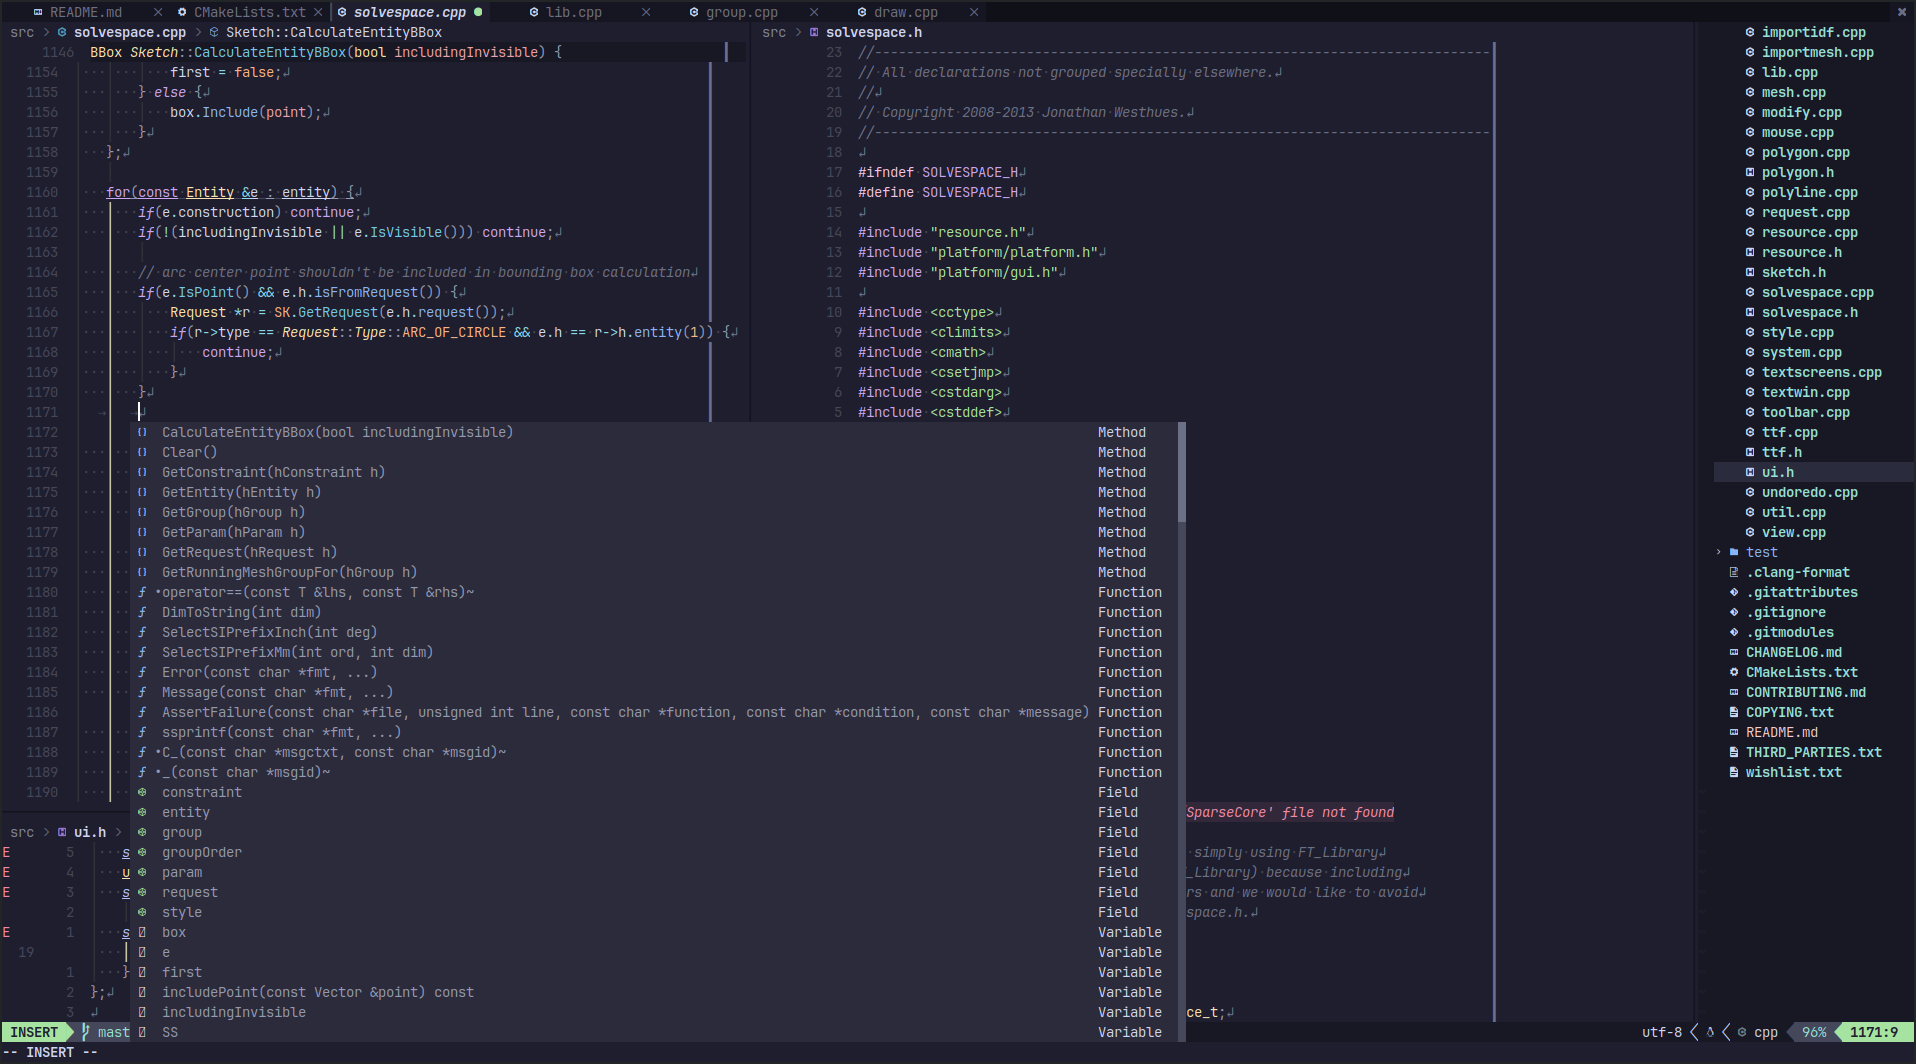 README.md × CMakeLists.txt × solvespace.cpp ● lib.cpp × group.cpp × draw.cpp ×
src > solvespace.cpp > Sketch::CalculateEntityBBox
1146 BBox Sketch::CalculateEntityBBox(bool includingInvisible) {
1154 first = false;
1155 } else {
1156 box.Include(point);
1157 }
1158 };
1159
1160 for(const Entity &e : entity) {
1161 if(e.construction) continue;
1162 if(!(includingInvisible || e.IsVisible())) continue;
1163
1164 // arc center point shouldn't be included in bounding box calculation
1165 if(e.IsPoint() && e.h.isFromRequest()) {
1166 Request *r = SK.GetRequest(e.h.request());
1167 if(r->type == Request::Type::ARC_OF_CIRCLE && e.h == r->h.entity(1)) {
1168 continue;
1169 }
1170 }
1171
1172
1173
1174
1175
1176
1177
1178
1179
1180
1181
1182
1183
1184
1185
1186
1187
1188
1189
1190
CalculateEntityBBox(bool includingInvisible) Method
Clear() Method
GetConstraint(hConstraint h) Method
GetEntity(hEntity h) Method
GetGroup(hGroup h) Method
GetParam(hParam h) Method
GetRequest(hRequest h) Method
GetRunningMeshGroupFor(hGroup h) Method
•operator==(const T &lhs, const T &rhs)~ Function
DimToString(int dim) Function
SelectSIPrefixInch(int deg) Function
SelectSIPrefixMm(int ord, int dim) Function
Error(const char *fmt, ...) Function
Message(const char *fmt, ...) Function
AssertFailure(const char *file, unsigned int line, const char *function, const char *condition, const char *message) Function
ssprintf(const char *fmt, ...) Function
•C_(const char *msgctxt, const char *msgid)~ Function
•_(const char *msgid)~ Function
constraint Field
entity Field
group Field
groupOrder Field
param Field
request Field
style Field
box Variable
e Variable
first Variable
includePoint(const Vector &point) const Variable
includingInvisible Variable
SS Variable
src > ui.h >
E 5 s
E 4 u
E 3 s
2
E 1 s
19
1 }
2 };
3
src > solvespace.h
23 //-----------------------------------------------------------------------------
22 // All declarations not grouped specially elsewhere.
21 //
20 // Copyright 2008-2013 Jonathan Westhues.
19 //-----------------------------------------------------------------------------
18
17 #ifndef SOLVESPACE_H
16 #define SOLVESPACE_H
15
14 #include "resource.h"
13 #include "platform/platform.h"
12 #include "platform/gui.h"
11
10 #include <cctype>
9 #include <climits>
8 #include <cmath>
7 #include <csetjmp>
6 #include <cstdarg>
5 #include <cstddef>
SparseCore' file not found
simply using FT_Library
_Library) because including
rs and we would like to avoid
space.h.
ce_t;
importidf.cpp
importmesh.cpp
lib.cpp
mesh.cpp
modify.cpp
mouse.cpp
polygon.cpp
polygon.h
polyline.cpp
request.cpp
resource.cpp
resource.h
sketch.h
solvespace.cpp
solvespace.h
style.cpp
system.cpp
textscreens.cpp
textwin.cpp
toolbar.cpp
ttf.cpp
ttf.h
ui.h
undoredo.cpp
util.cpp
view.cpp
> test
.clang-format
.gitattributes
.gitignore
.gitmodules
CHANGELOG.md
CMakeLists.txt
CONTRIBUTING.md
COPYING.txt
README.md
THIRD_PARTIES.txt
wishlist.txt
INSERT mast utf-8 cpp 96% 1171:9
-- INSERT --